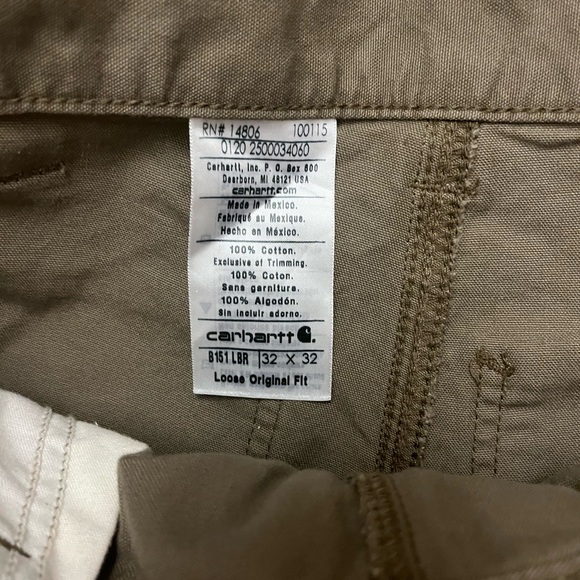 RN# 14806 100115
0120 2500034060
Carhartt, Inc. P. O. Box 600
Dearborn, MI 48121 USA
carhartt.com
Made in Mexico.
Fabriqué au Mexique.
Hecho en México.
100% Cotton.
Exclusive of Trimming.
100% Coton.
Sans garniture.
100% Algodón.
Sin incluir adorno.
carhartt
B151 LBR 32 X 32
Loose Original Fit